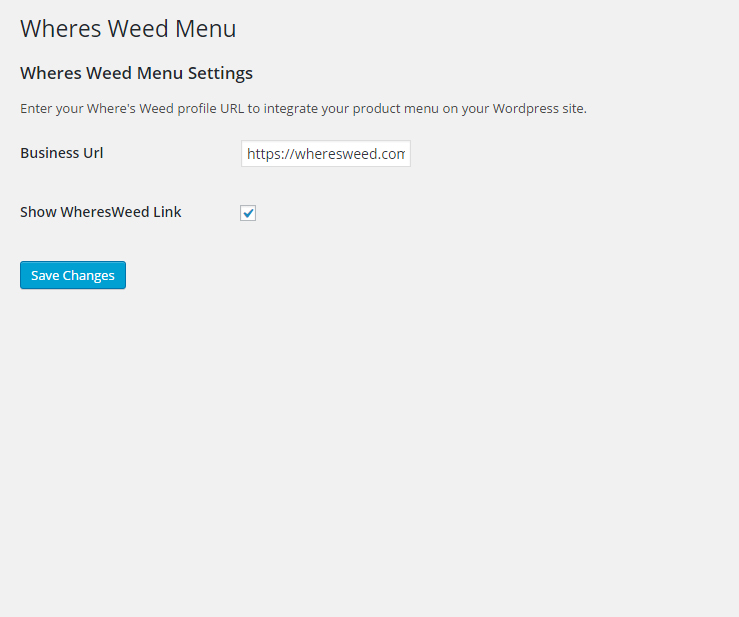 Wheres Weed Menu
Wheres Weed Menu Settings
Enter your Where's Weed profile URL to integrate your product menu on your Wordpress site.
Business Url https://wheresweed.com
Show WheresWeed Link
Save Changes